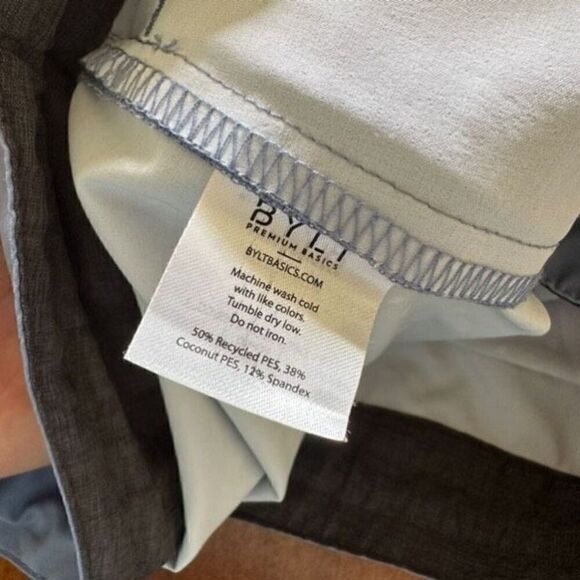 BYLT
PREMIUM BASICS
BYLTBASICS.COM
Machine wash cold
with like colors.
Tumble dry low.
Do not iron.
50% Recycled PES, 38%
Coconut PES, 12% Spandex